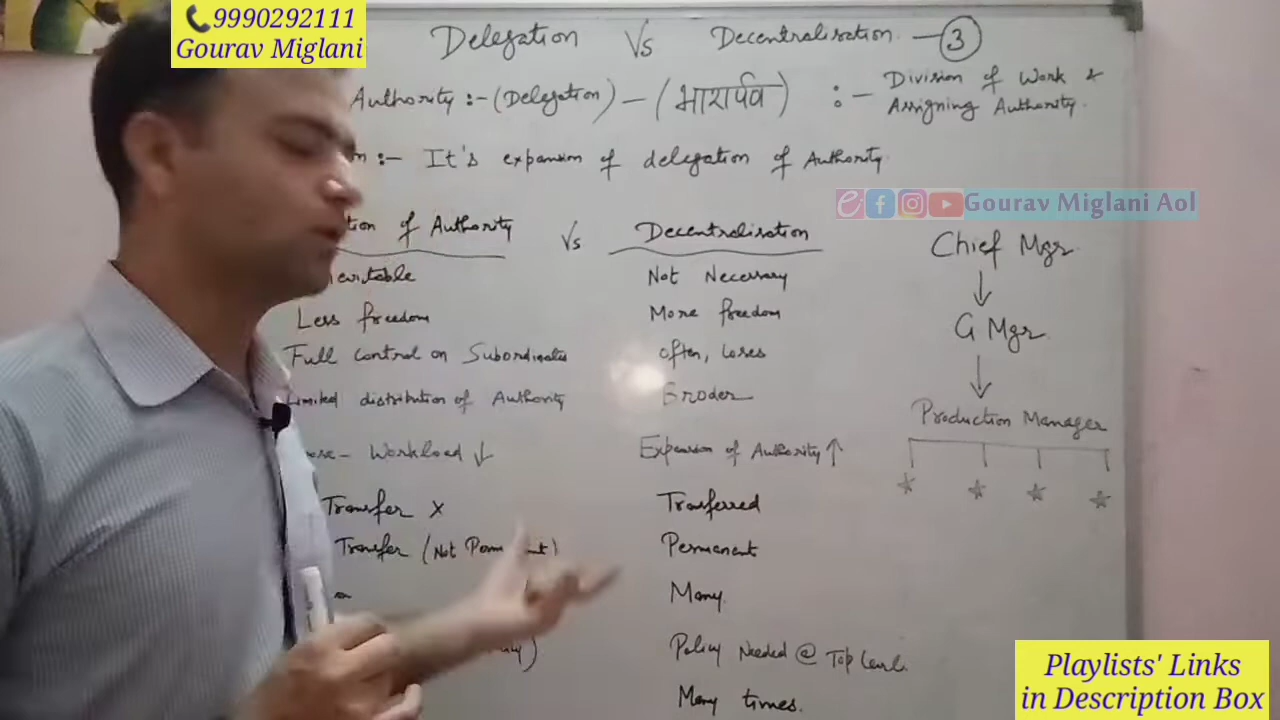 9990292111
Gourav Miglani
Delegation Vs Decentralisation - 3
Authority :- (Delegation) - (भारार्पव) :- Division of Work &
Assigning Authority.
:- It's expansion of delegation of Authority.
Gourav Miglani Aol
of Authority Vs Decentralisation
Not Necessary
Less freedom More freedom
Full control on Subordinates often, loses
Limited distribution of Authority Broder
Workload ↓ Expansion of Authority ↑
Transfer x Transferred
Transfer (Not Permanent) Permanent
Many
Policy Needed @ Top Level.
Many times.
Chief Mgr
↓
G Mgr
↓
Production Manager
Playlists' Links
in Description Box